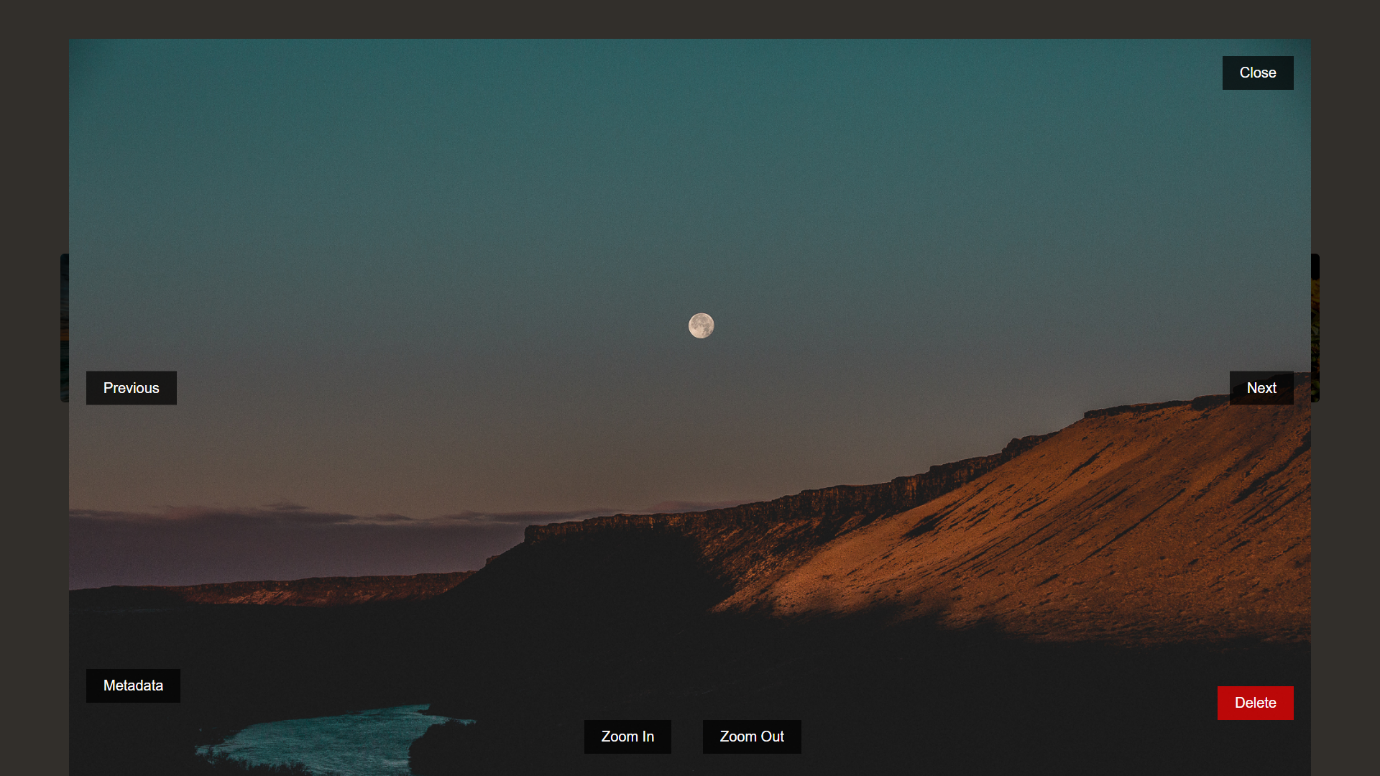 Close
Previous
Next
Metadata
Delete
Zoom In
Zoom Out